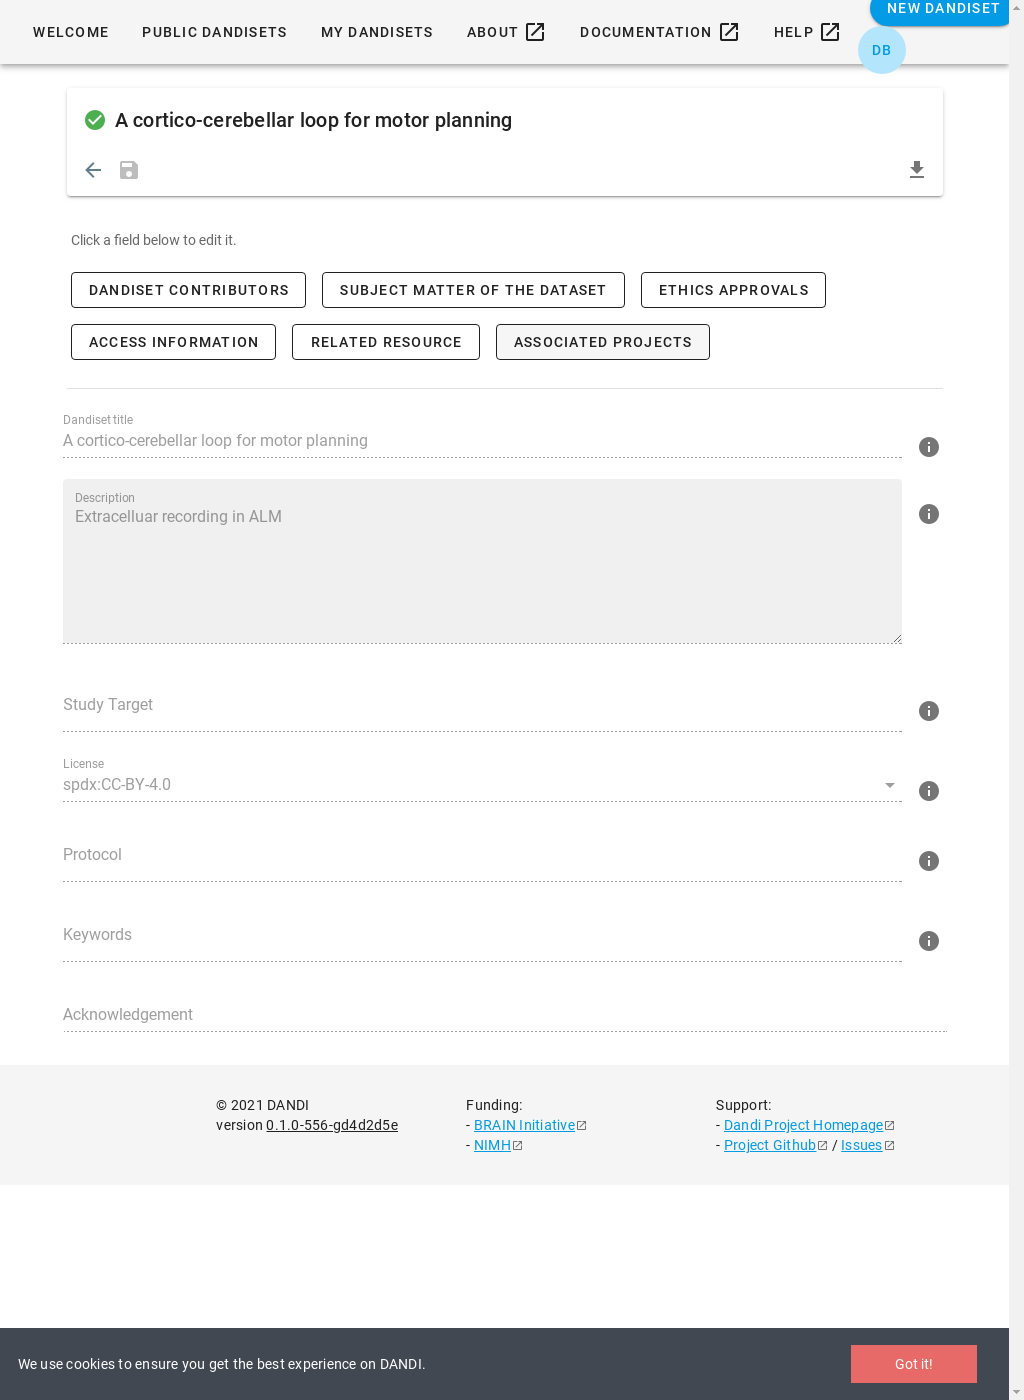 WELCOME PUBLIC DANDISETS MY DANDISETS ABOUT DOCUMENTATION HELP NEW DANDISET
DB
A cortico-cerebellar loop for motor planning
Click a field below to edit it.
DANDISET CONTRIBUTORS SUBJECT MATTER OF THE DATASET ETHICS APPROVALS
ACCESS INFORMATION RELATED RESOURCE ASSOCIATED PROJECTS
Dandiset title
A cortico-cerebellar loop for motor planning
Description
Extracelluar recording in ALM
Study Target
License
spdx:CC-BY-4.0
Protocol
Keywords
Acknowledgement
© 2021 DANDI
version 0.1.0-556-gd4d2d5e
Funding:
- BRAIN Initiative
- NIMH
Support:
- Dandi Project Homepage
- Project Github / Issues
We use cookies to ensure you get the best experience on DANDI.
Got it!